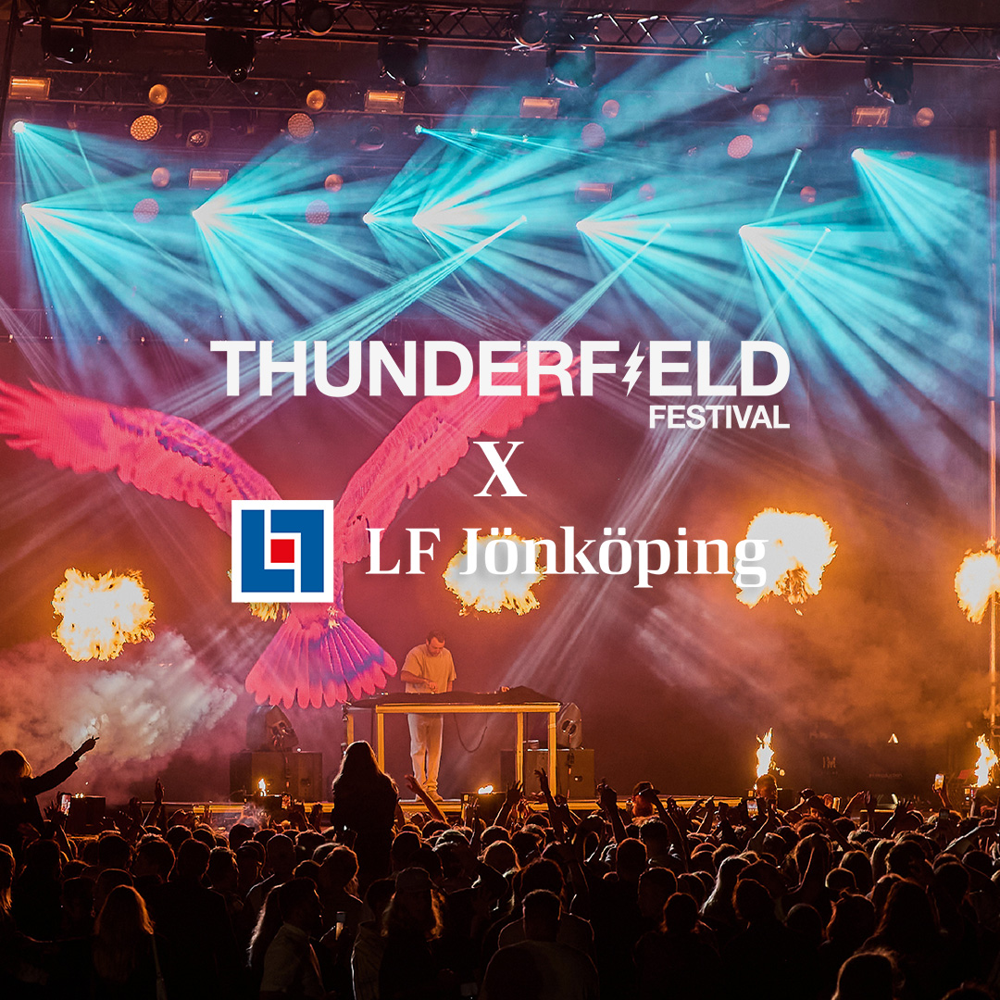 THUNDERFIELD
FESTIVAL
X
LF Jönköping